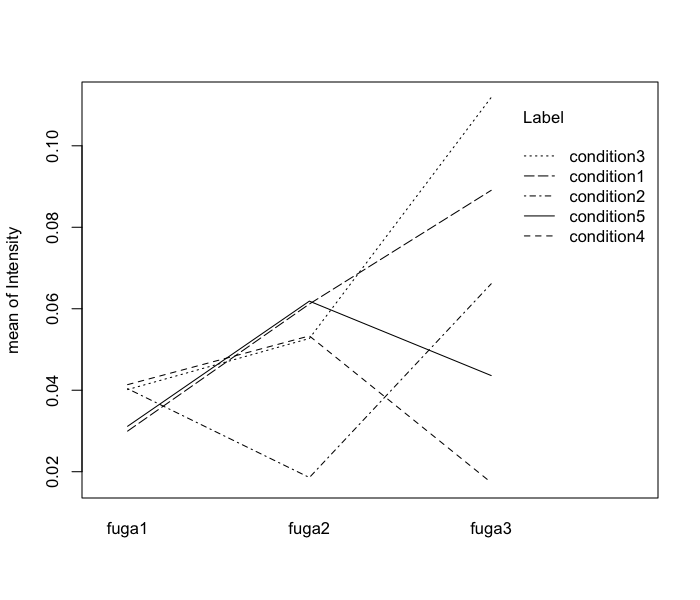 Label
condition3
condition1
condition2
condition5
condition4
mean of Intensity
0.10
0.08
0.06
0.04
0.02
fuga1 fuga2 fuga3